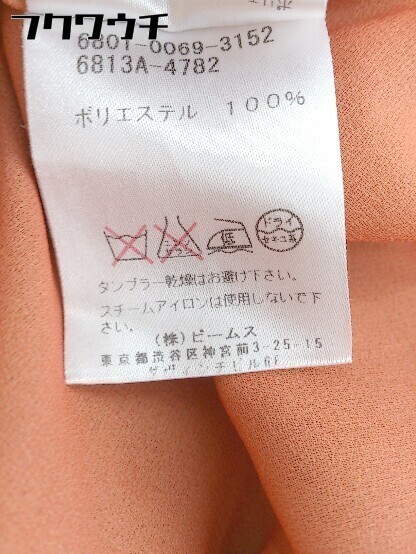 フクワウチ
6801-0069-3152
6813A-4782
ポリエステル 100%
低
ドライ
セキユ系
タンブラー乾燥はお避け下さい。
スチームアイロンは使用しないで下
さい。
(株)ビームス
東京都渋谷区神宮前3-25-15